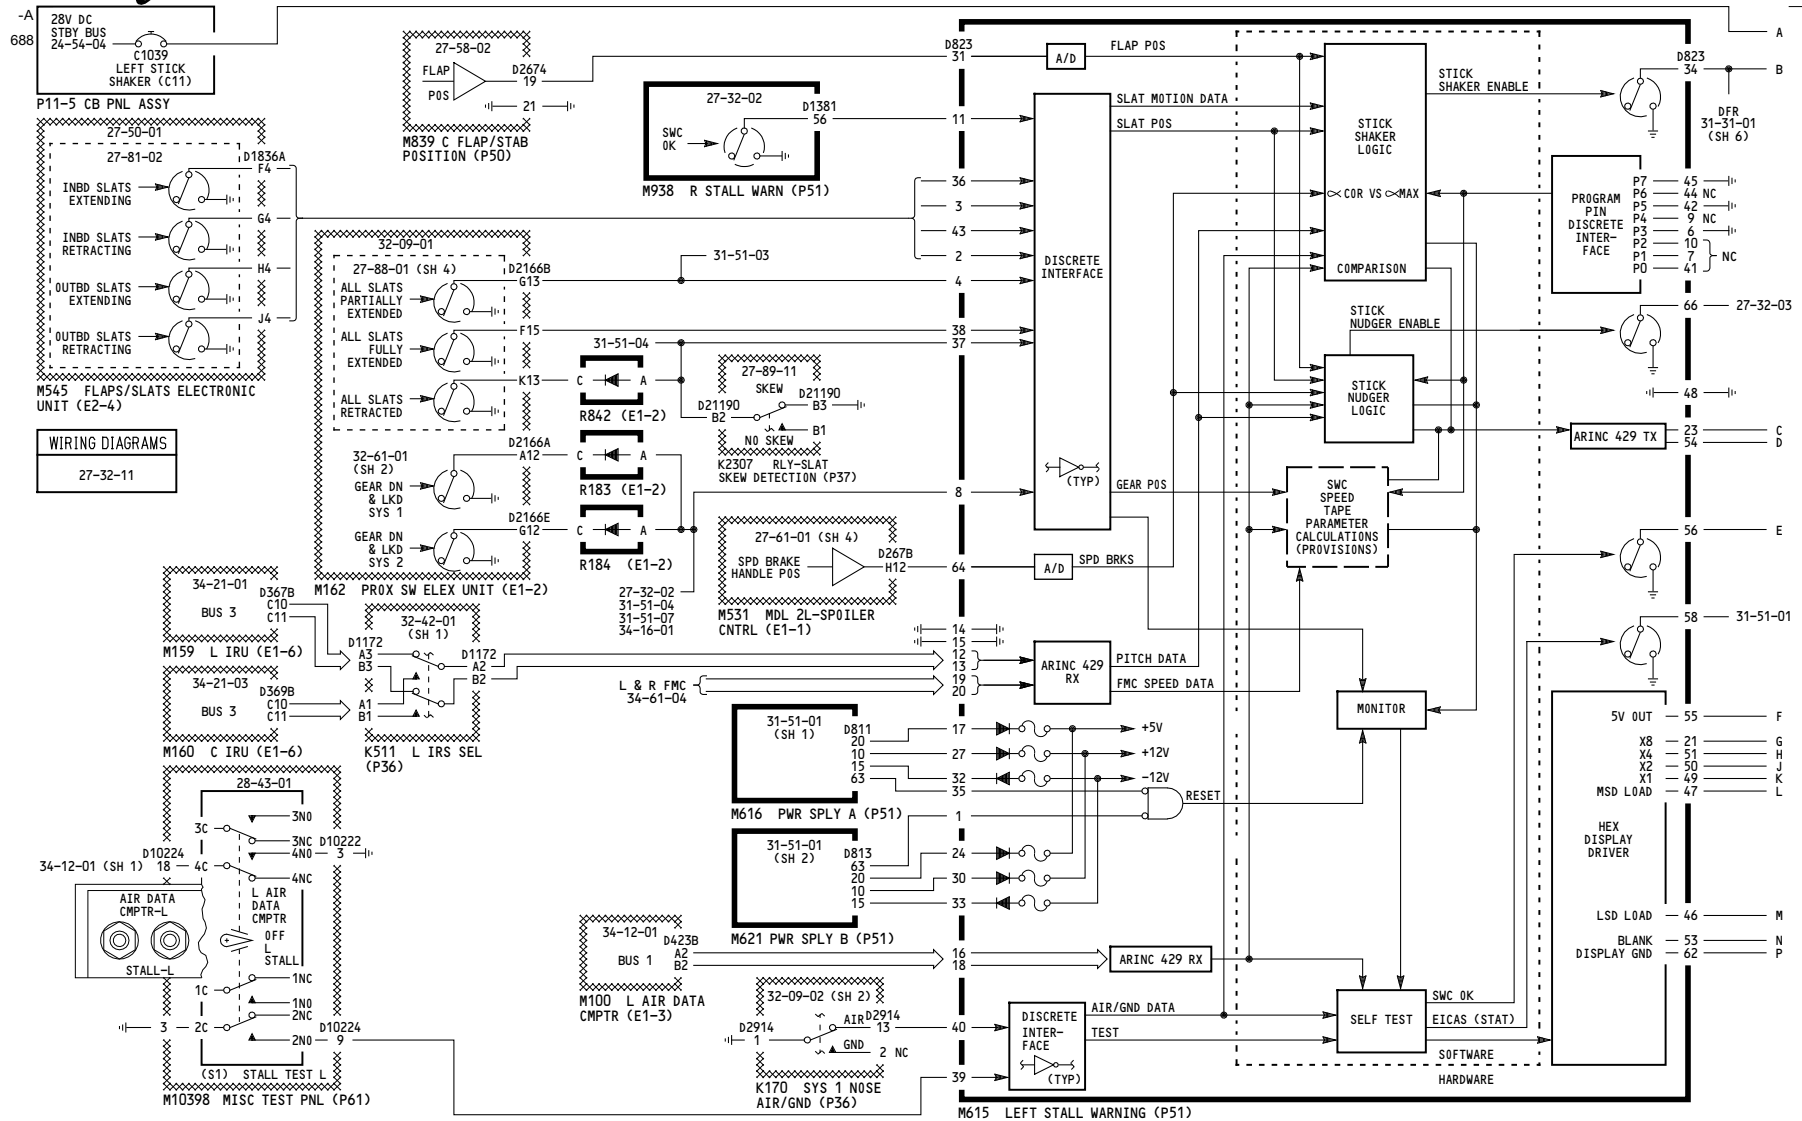 -A
688
28V DC
STBY BUS
24-54-04
C1039
LEFT STICK
SHAKER (C11)
P11-5 CB PNL ASSY
27-50-01
27-81-02
D1836A
F4
INBD SLATS
EXTENDING
G4
INBD SLATS
RETRACTING
H4
OUTBD SLATS
EXTENDING
J4
OUTBD SLATS
RETRACTING
M545 FLAPS/SLATS ELECTRONIC
UNIT (E2-4)
WIRING DIAGRAMS
27-32-11
27-58-02
FLAP
POS
D2674
19
21
M839 C FLAP/STAB
POSITION (P50)
27-32-02
SWC
OK
D1381
56
M938 R STALL WARN (P51)
32-09-01
27-88-01 (SH 4)
D2166B
G13
ALL SLATS
PARTIALLY
EXTENDED
F15
ALL SLATS
FULLY
EXTENDED
K13
ALL SLATS
RETRACTED
D2166A
A12
32-61-01
(SH 2)
GEAR DN
& LKD
SYS 1
D2166E
G12
GEAR DN
& LKD
SYS 2
M162 PROX SW ELEX UNIT (E1-2)
31-51-03
31-51-04
C A
R842 (E1-2)
C A
R183 (E1-2)
C A
R184 (E1-2)
27-89-11
SKEW
D21190
B2
D21190
B3
B1
NO SKEW
K2307 RLY-SLAT
SKEW DETECTION (P37)
27-61-01 (SH 4)
SPD BRAKE
HANDLE POS
D267B
H12
M531 MDL 2L-SPOILER
CNTRL (E1-1)
27-32-02
31-51-04
31-51-07
34-16-01
34-21-01
BUS 3
D367B
C10
C11
M159 L IRU (E1-6)
34-21-03
BUS 3
D369B
C10
C11
M160 C IRU (E1-6)
32-42-01
(SH 1)
D1172
A3
B3
A1
B1
D1172
A2
B2
K511 L IRS SEL
(P36)
L & R FMC
34-61-04
31-51-01
(SH 1)
D811
20
10
15
63
M616 PWR SPLY A (P51)
31-51-01
(SH 2)
D813
63
20
10
15
M621 PWR SPLY B (P51)
28-43-01
3NO
3C
3NC
D10222
4NO
3
34-12-01 (SH 1)
D10224
18
4C
4NC
AIR DATA
CMPTR-L
STALL-L
L AIR
DATA
CMPTR
OFF
L
STALL
1NC
1C
1NO
2NC
3
2C
D10224
2NO
9
(S1) STALL TEST L
M10398 MISC TEST PNL (P61)
34-12-01
BUS 1
D423B
A2
B2
M100 L AIR DATA
CMPTR (E1-3)
32-09-02 (SH 2)
D2914
1
AIR
D2914
13
GND
2 NC
K170 SYS 1 NOSE
AIR/GND (P36)
D823
31
11
36
3
43
2
4
38
37
8
64
14
15
12
13
19
20
17
27
32
35
1
24
30
33
16
18
40
39
A/D
FLAP POS
DISCRETE
INTERFACE
(TYP)
SLAT MOTION DATA
SLAT POS
GEAR POS
A/D
SPD BRKS
ARINC 429
RX
PITCH DATA
FMC SPEED DATA
+5V
+12V
-12V
RESET
ARINC 429 RX
DISCRETE
INTER-
FACE
(TYP)
AIR/GND DATA
TEST
STICK
SHAKER
LOGIC
∝ COR VS ∝MAX
COMPARISON
STICK
SHAKER ENABLE
STICK
NUDGER ENABLE
STICK
NUDGER
LOGIC
SWC
SPEED
TAPE
PARAMETER
CALCULATIONS
(PROVISIONS)
MONITOR
SELF TEST
SWC OK
EICAS (STAT)
SOFTWARE
HARDWARE
PROGRAM
PIN
DISCRETE
INTER-
FACE
P7
P6
P5
P4
P3
P2
P1
P0
45
44 NC
42
9 NC
6
10
7
41
NC
ARINC 429 TX
HEX
DISPLAY
DRIVER
5V OUT
X8
X4
X2
X1
MSD LOAD
LSD LOAD
BLANK
DISPLAY GND
A
D823
34
B
DFR
31-31-01
(SH 6)
66
27-32-03
48
23 C
54 D
56 E
58 31-51-01
55 F
21 G
51 H
50 J
49 K
47 L
46 M
53 N
62 P
M615 LEFT STALL WARNING (P51)